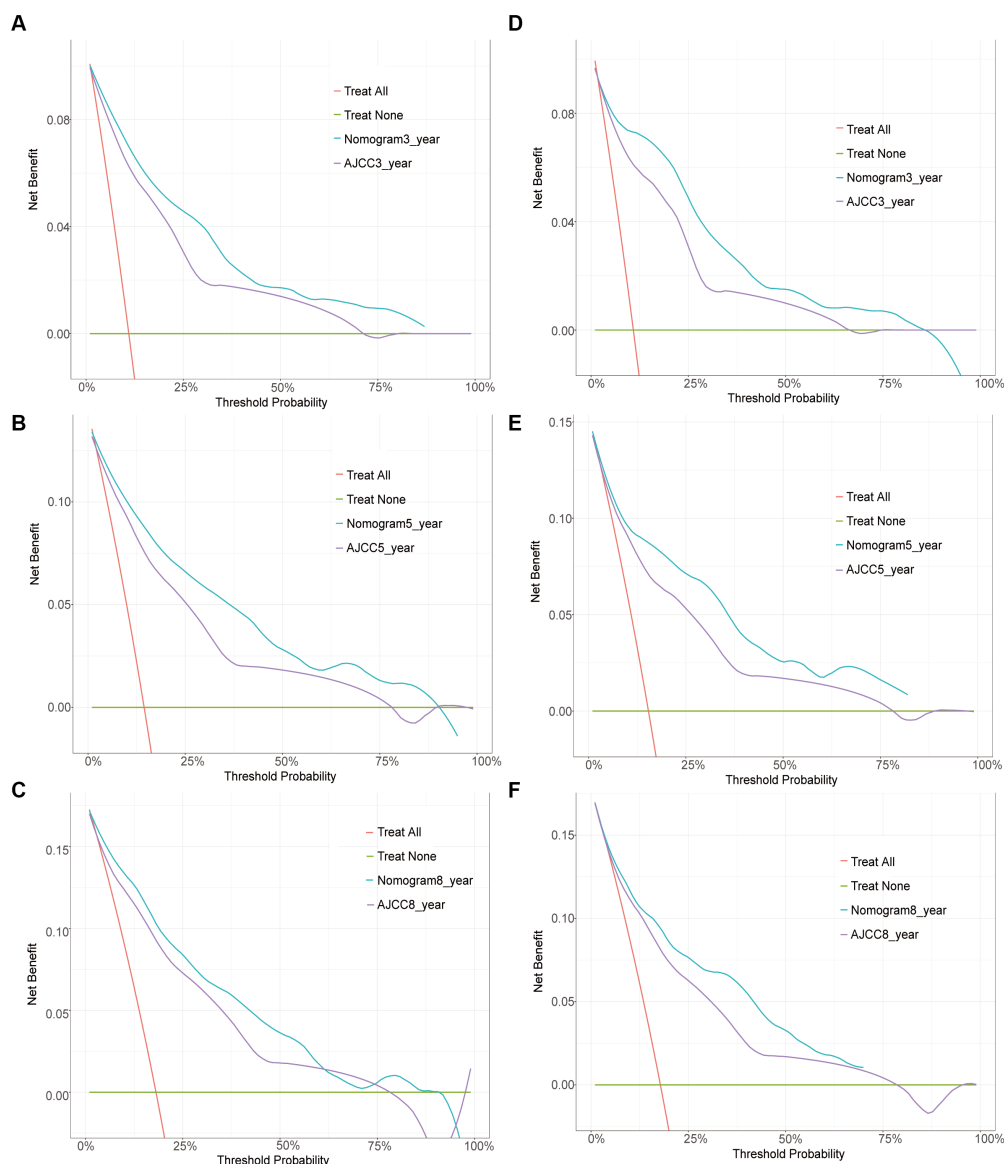 A
0.08
0.04
0.00
Net Benefit
Treat All
Treat None
Nomogram3_year
AJCC3_year
0%
25%
50%
75%
100%
Threshold Probability
D
0.08
0.04
0.00
Net Benefit
Treat All
Treat None
Nomogram3_year
AJCC3_year
0%
25%
50%
75%
100%
Threshold Probability
B
0.10
0.05
0.00
Net Benefit
Treat All
Treat None
Nomogram5_year
AJCC5_year
0%
25%
50%
75%
100%
Threshold Probability
E
0.15
0.10
0.05
0.00
Net Benefit
Treat All
Treat None
Nomogram5_year
AJCC5_year
0%
25%
50%
75%
100%
Threshold Probability
C
0.15
0.10
0.05
0.00
Net Benefit
Treat All
Treat None
Nomogram8_year
AJCC8_year
0%
25%
50%
75%
100%
Threshold Probability
F
0.15
0.10
0.05
0.00
Net Benefit
Treat All
Treat None
Nomogram8_year
AJCC8_year
0%
25%
50%
75%
100%
Threshold Probability